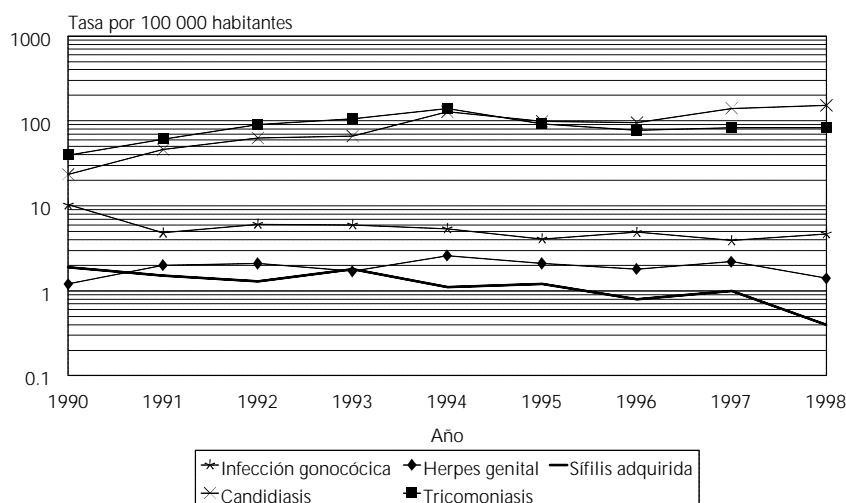 Tasa por 100 000 habitantes
1000
100
10
1
0.1
1990 1991 1992 1993 1994 1995 1996 1997 1998
Año
Infección gonocócica Herpes genital Sífilis adquirida
Candidiasis Tricomoniasis